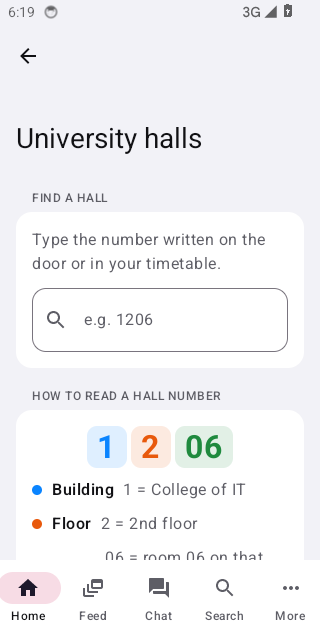 6:19
3G
University halls
FIND A HALL
Type the number written on the
door or in your timetable.
e.g. 1206
HOW TO READ A HALL NUMBER
1 2 06
Building 1 = College of IT
Floor 2 = 2nd floor
06 = room 06 on that
Home Feed Chat Search More